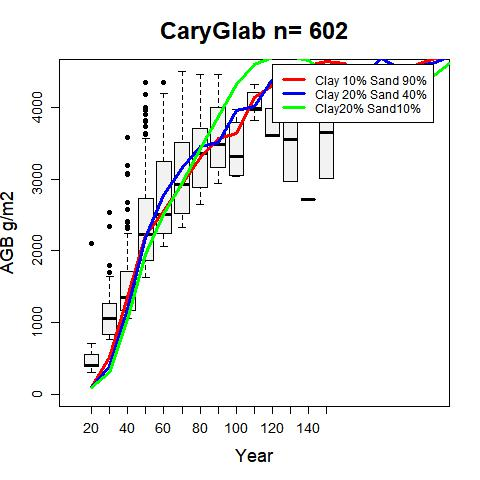 CaryGlab n= 602
Clay 10% Sand 90%
Clay 20% Sand 40%
Clay20% Sand10%
AGB g/m2
4000
3000
2000
1000
0
20 40 60 80 100 120 140
Year